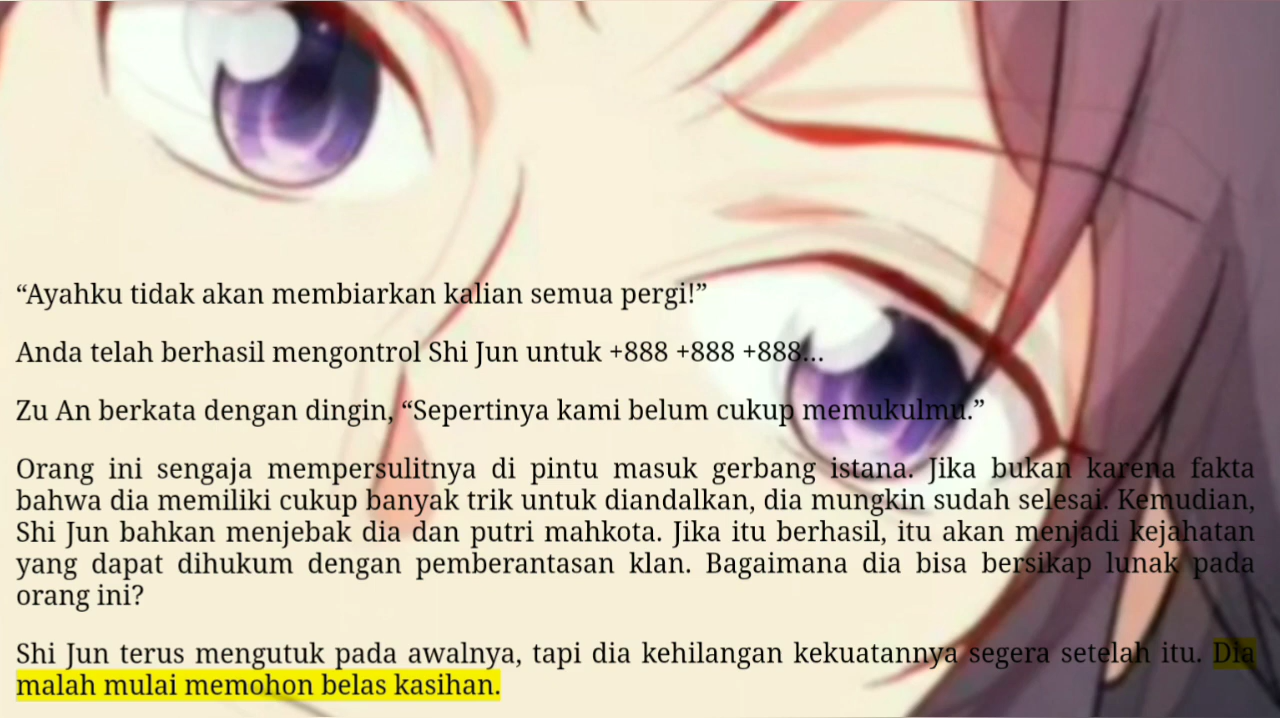 “Ayahku tidak akan membiarkan kalian semua pergi!”
Anda telah berhasil mengontrol Shi Jun untuk +888 +888 +888…
Zu An berkata dengan dingin, “Sepertinya kami belum cukup memukulmu.”
Orang ini sengaja mempersulitnya di pintu masuk gerbang istana. Jika bukan karena fakta
bahwa dia memiliki cukup banyak trik untuk diandalkan, dia mungkin sudah selesai. Kemudian,
Shi Jun bahkan menjebak dia dan putri mahkota. Jika itu berhasil, itu akan menjadi kejahatan
yang dapat dihukum dengan pemberantasan klan. Bagaimana dia bisa bersikap lunak pada
orang ini?
Shi Jun terus mengutuk pada awalnya, tapi dia kehilangan kekuatannya segera setelah itu. Dia
malah mulai memohon belas kasihan.